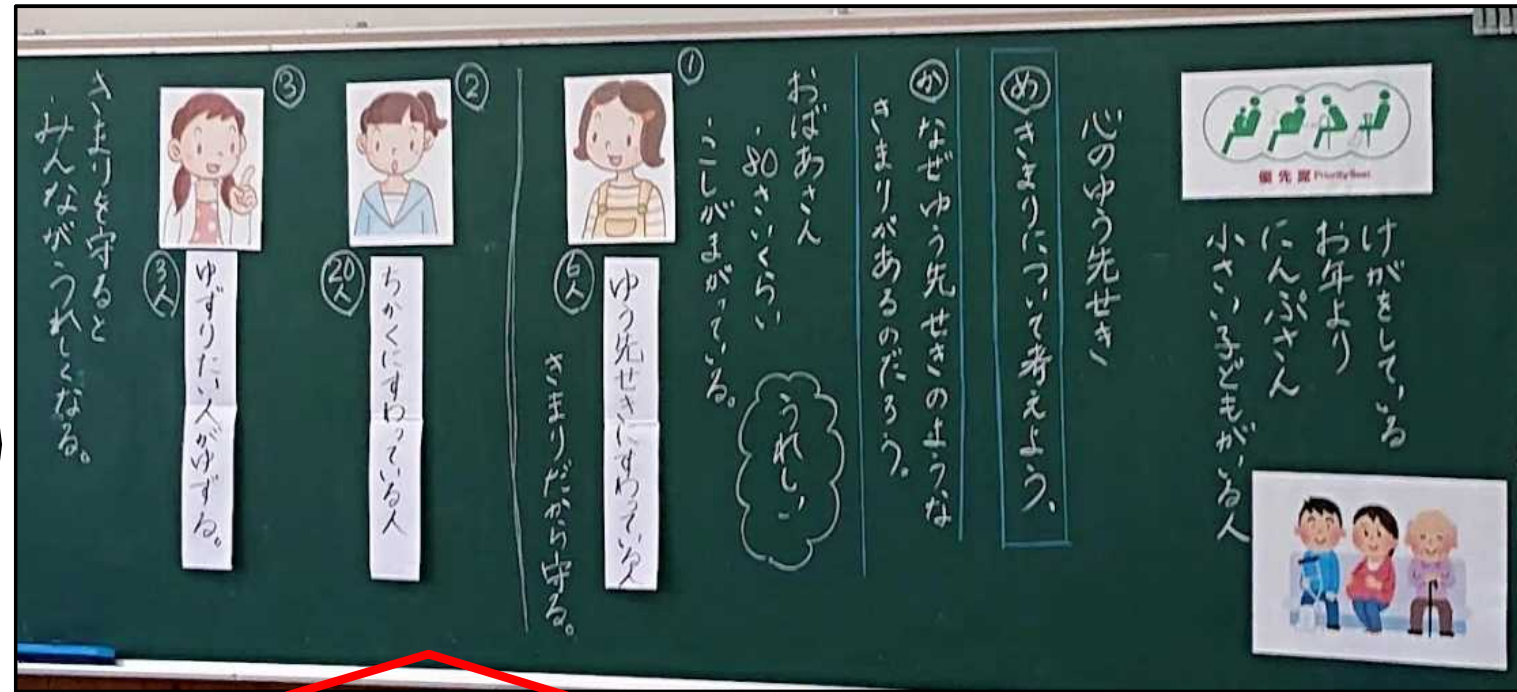 優先席 Priority Seat
けがをしている
お年より
にんぷさん
小さい子どもがいる人
心のゆう先せき
め きまりについて考えよう。
か なぜゆう先せきのような
きまりがあるのだろう。
おばあさん
・80さいくらい
・こしがまがっている。
うれしい
①
6人
ゆう先せきにすわっている人
きまりだから守る。
②
20人
ちかくにすわっている人
③
3人
ゆずりたい人がゆずる。
きまりを守ると
・みんながうれしくなる。